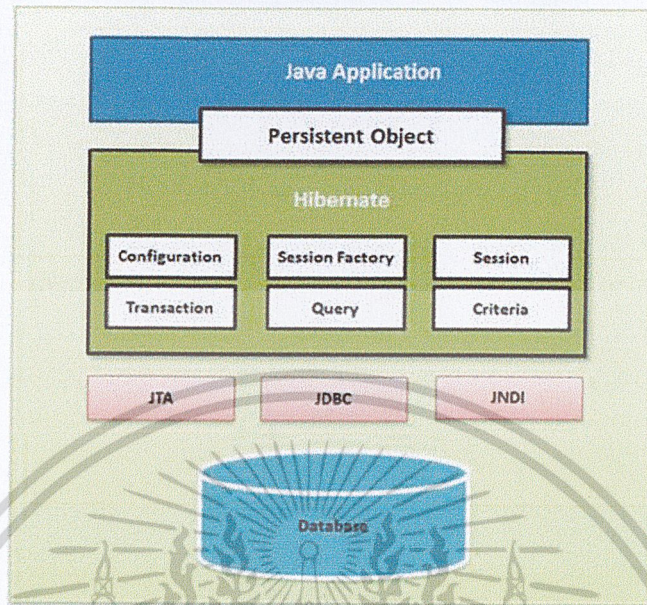 Java Application
Persistent Object
Hibernate
Configuration Session Factory Session
Transaction Query Criteria
JTA JDBC JNDI
Database